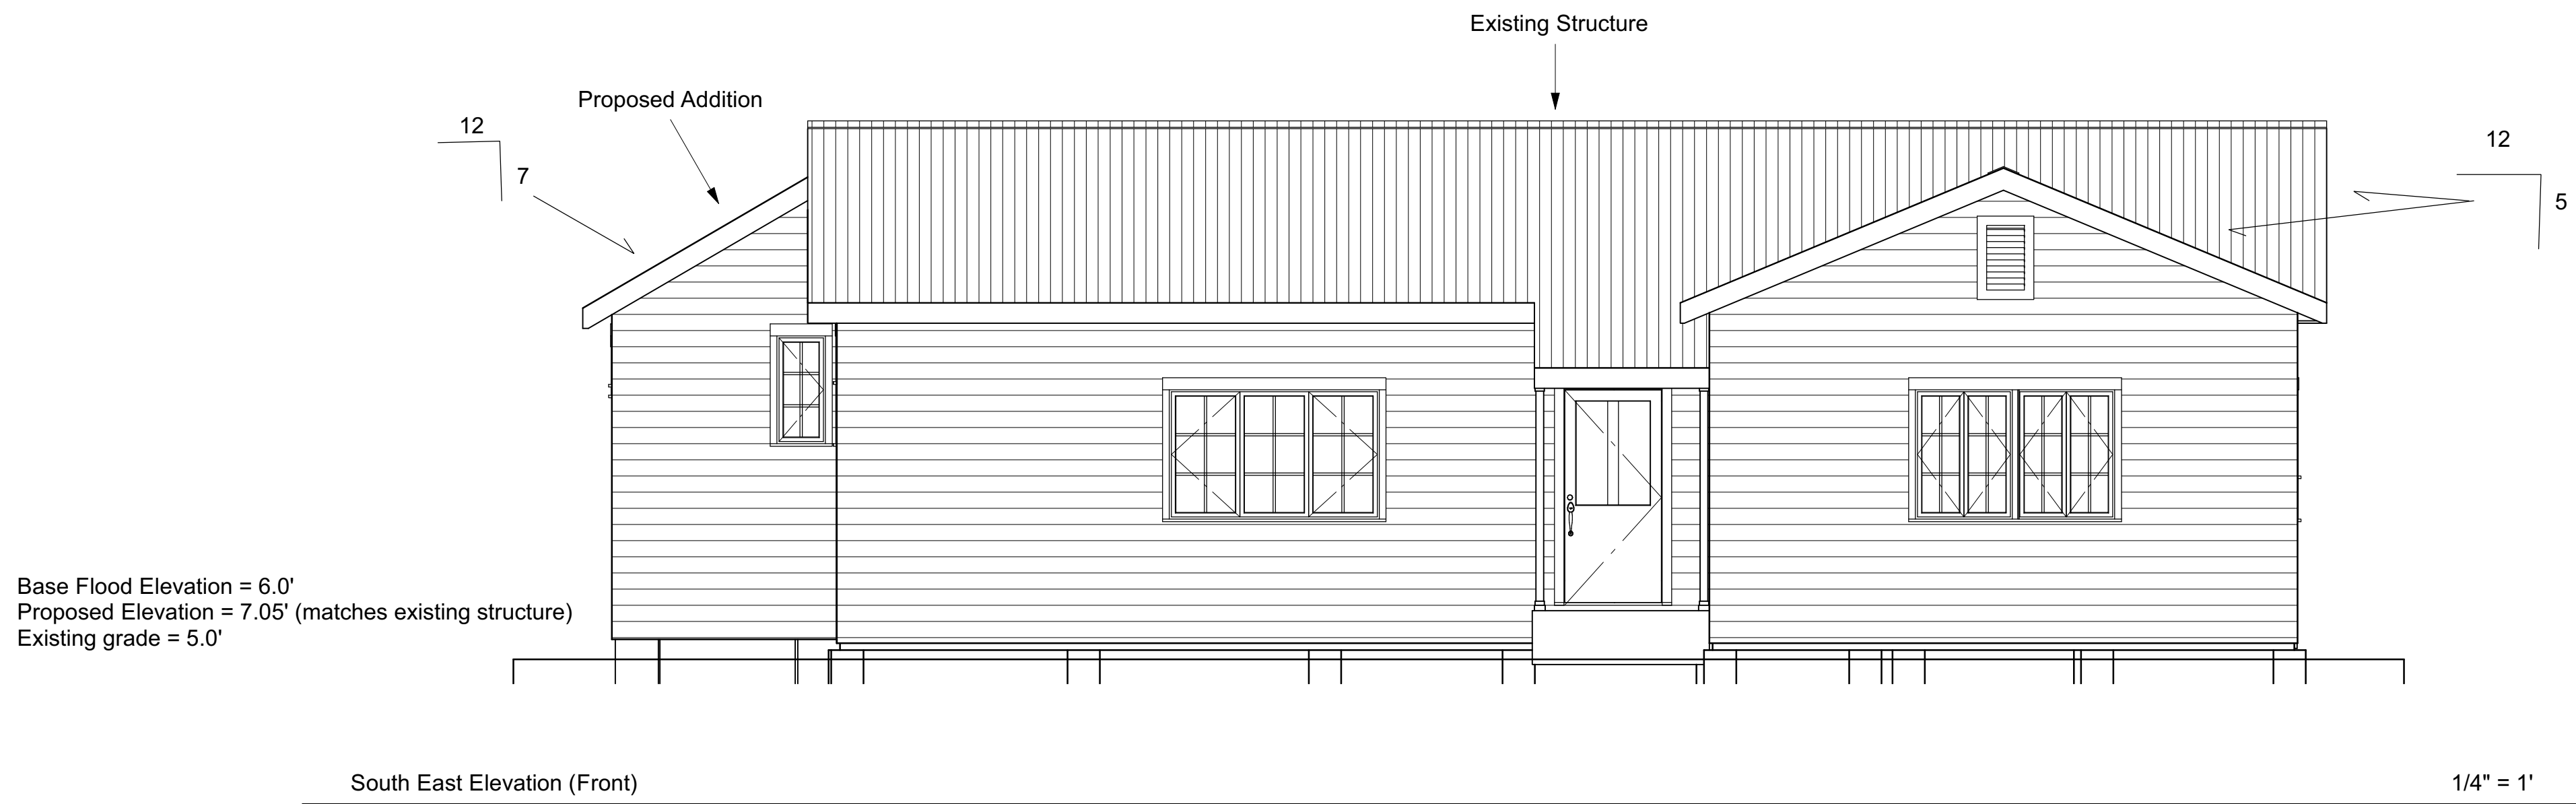 Existing Structure
Proposed Addition
12
7
12
5
Base Flood Elevation = 6.0'
Proposed Elevation = 7.05' (matches existing structure)
Existing grade = 5.0'
South East Elevation (Front)
1/4" = 1'